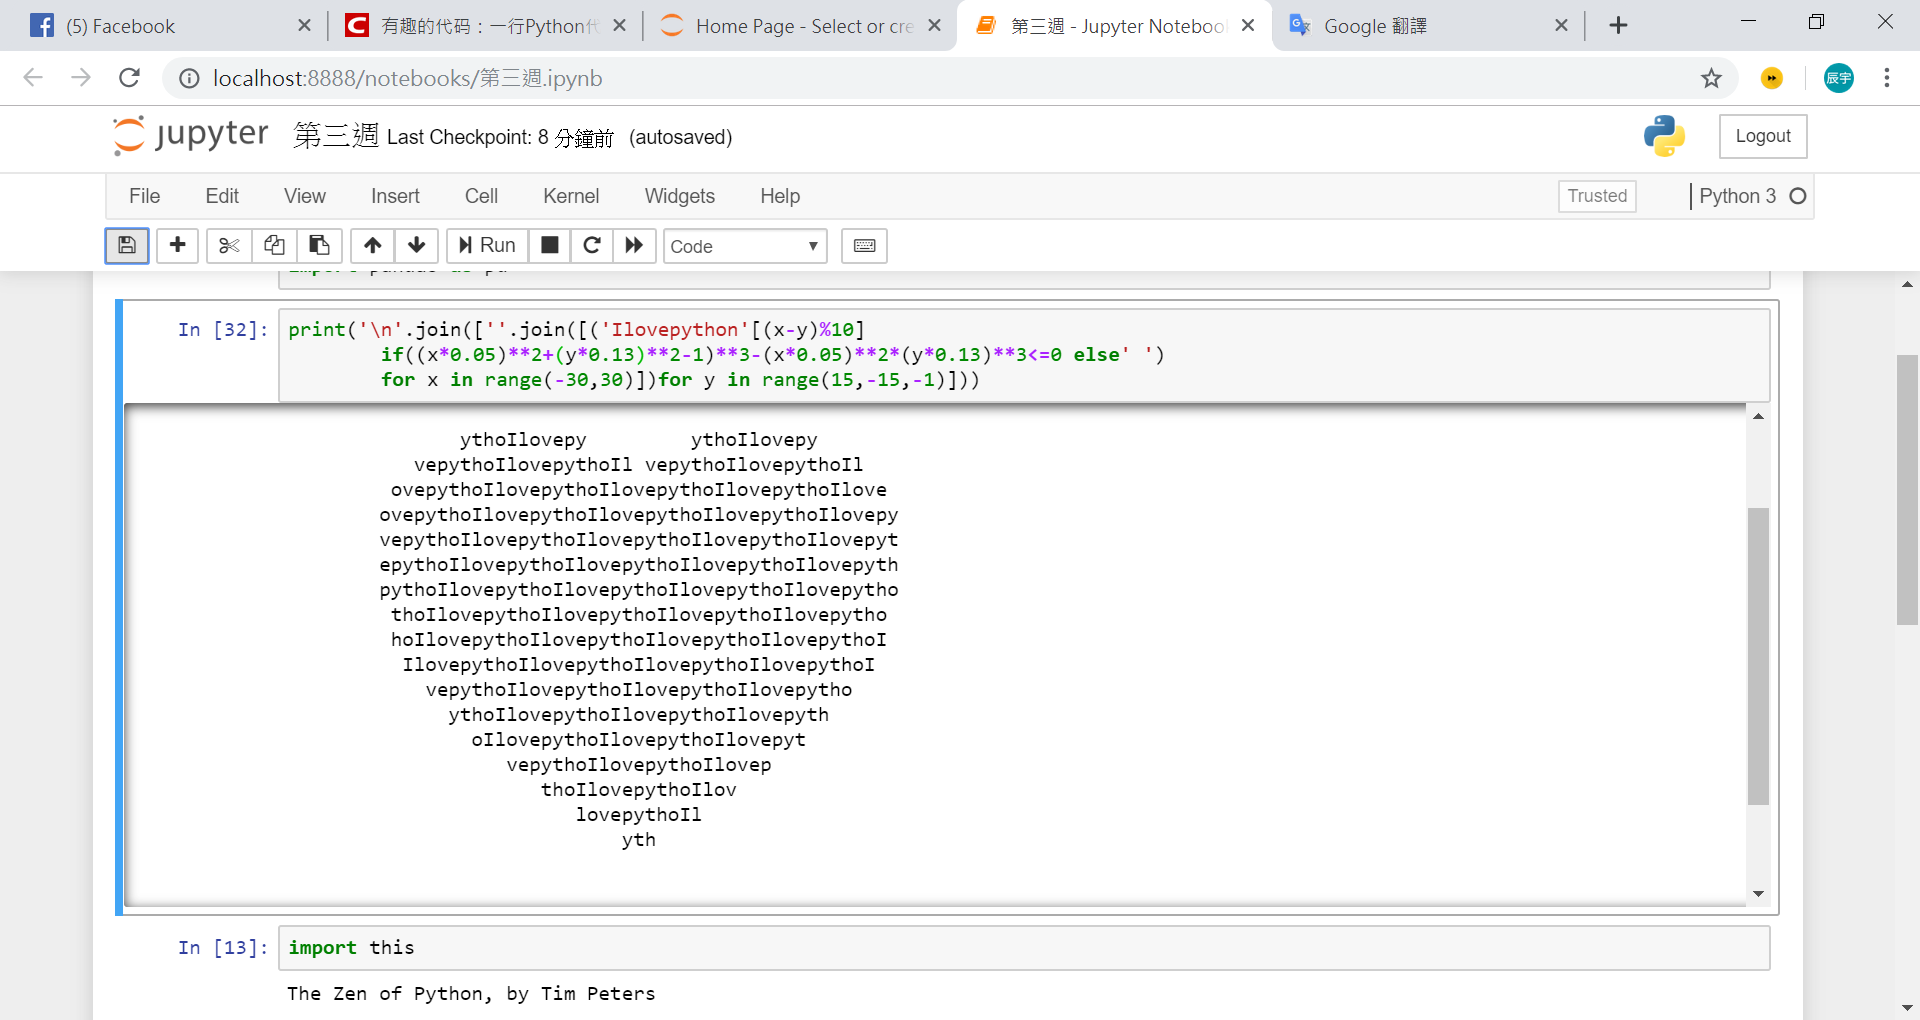 (5) Facebook
有趣的代码：一行Python代
Home Page - Select or cre
第三週 - Jupyter Notebook
Google 翻譯
localhost:8888/notebooks/第三週.ipynb
辰宇
jupyter 第三週 Last Checkpoint: 8 分鐘前 (autosaved)
Logout
File Edit View Insert Cell Kernel Widgets Help
Trusted
Python 3
Run
Code
In [32]: print('\n'.join([''.join([('Ilovepython'[(x-y)%10]
if((x*0.05)**2+(y*0.13)**2-1)**3-(x*0.05)**2*(y*0.13)**3<=0 else' ')
for x in range(-30,30)])for y in range(15,-15,-1)]))
ythoIlovepy         ythoIlovepy
vepythoIlovepythoIl vepythoIlovepythoIl
ovepythoIlovepythoIlovepythoIlovepythoIlove
ovepythoIlovepythoIlovepythoIlovepythoIlovepy
vepythoIlovepythoIlovepythoIlovepythoIlovepyt
epythoIlovepythoIlovepythoIlovepythoIlovepyth
pythoIlovepythoIlovepythoIlovepythoIlovepytho
thoIlovepythoIlovepythoIlovepythoIlovepytho
hoIlovepythoIlovepythoIlovepythoIlovepythoI
IlovepythoIlovepythoIlovepythoIlovepythoI
vepythoIlovepythoIlovepythoIlovepytho
ythoIlovepythoIlovepythoIlovepyth
oIlovepythoIlovepythoIlovepyt
vepythoIlovepythoIlovep
thoIlovepythoIlov
lovepythoIl
yth
In [13]: import this
The Zen of Python, by Tim Peters